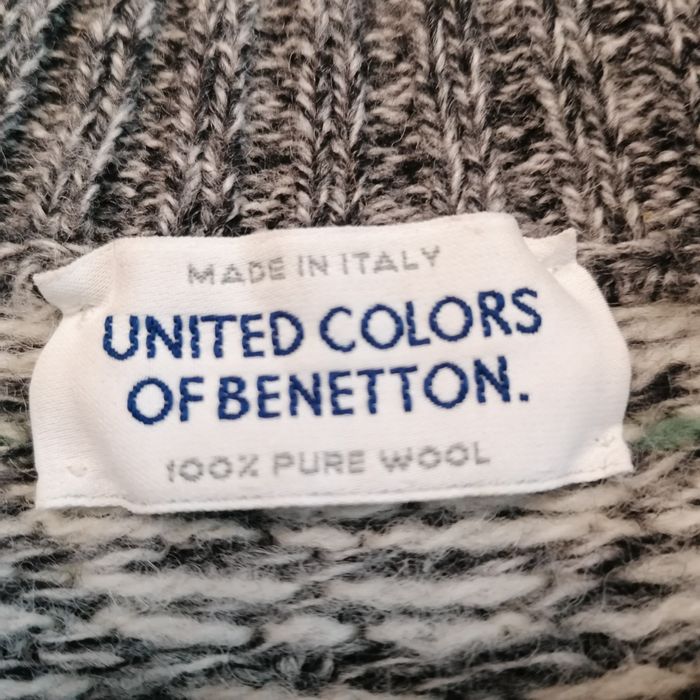 MADE IN ITALY
UNITED COLORS
OF BENETTON.
100% PURE WOOL